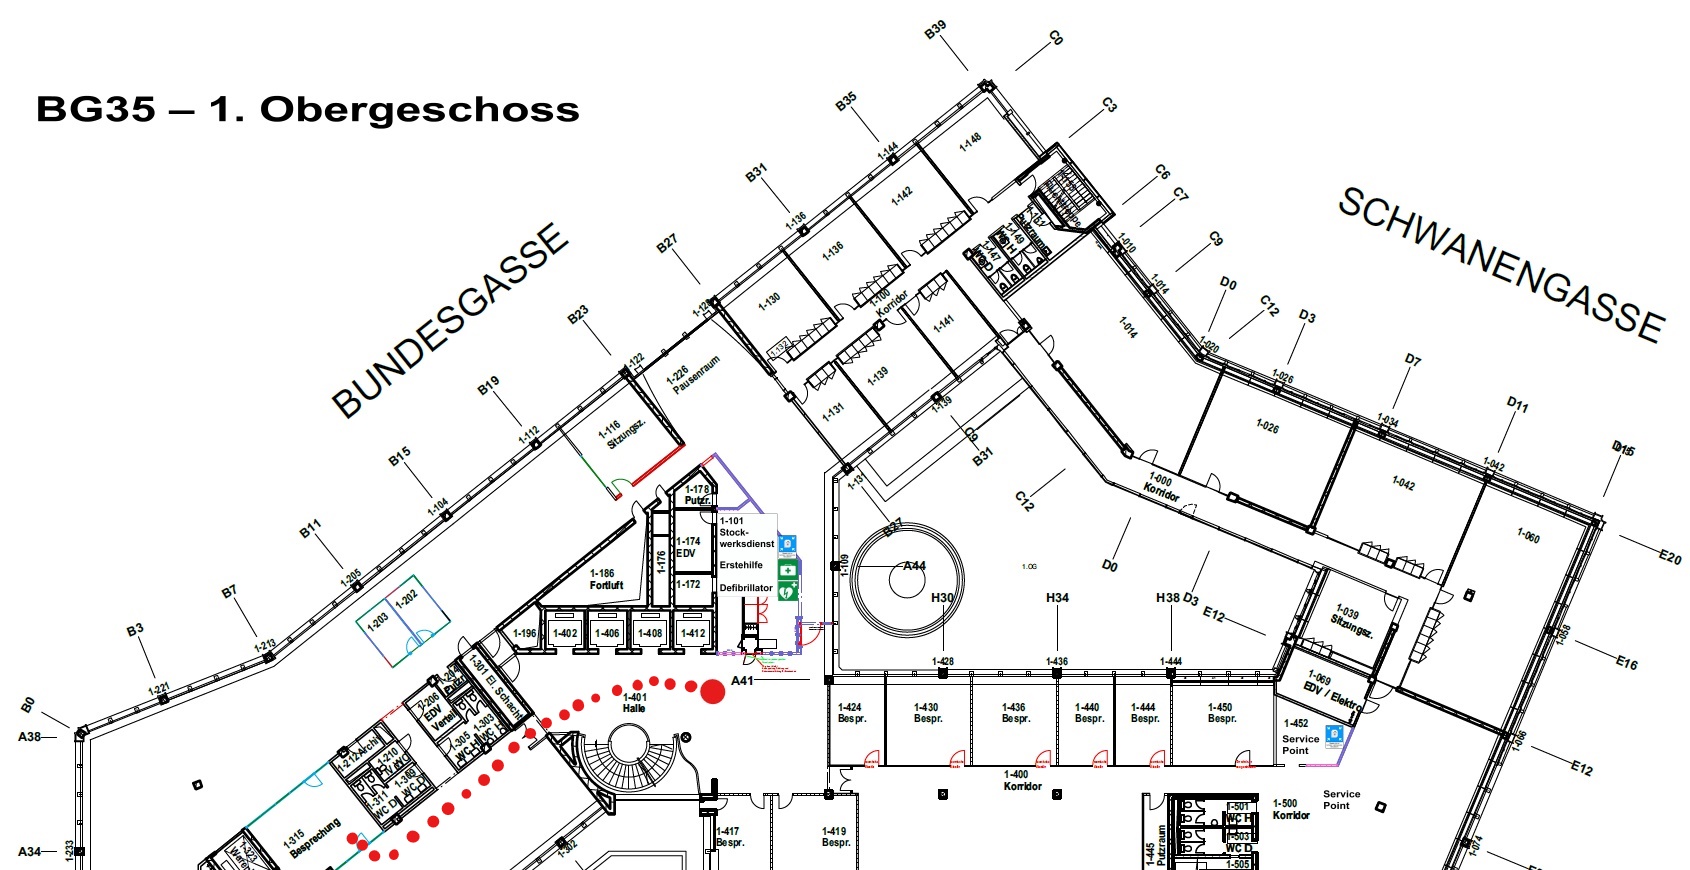 BG35 – 1. Obergeschoss
BUNDESGASSE
SCHWANENGASSE
B39
C0
B35
C3
B31
C6
C7
B27
C9
D0
C12
D3
B23
D7
B19
D11
B15
B11
B7
B3
B0
A38
A34
E20
E16
E12
1-148
1-144
1-142
1-136
1-136
1-130
1-132
1-100
Korridor
1-141
1-139
1-139
1-131
1-131
1-147
WC D
1-149
WC H
1-151
Putzraum
1-010
1-014
1-014
1-020
1-026
1-026
1-034
1-042
1-042
1-060
1-058
1-066
1-074
1-000
Korridor
1-122
1-226
Pausenraum
1-116
Sitzungsz.
1-112
1-104
1-205
1-213
1-221
1-233
1-202
1-203
1-178
Putzr.
1-174
EDV
1-176
1-172
1-186
Fortluft
1-196
1-402
1-406
1-408
1-412
1-101
Stock-
werksdienst
Erstehilfe
Defibrillator
C9
B31
C12
B27
A44
1-109
1.OG
D0
D3
E12
H30
H34
H38
A41
1-428
1-436
1-444
1-039
Sitzungsz.
1-069
EDV / Elektro
1-424
Bespr.
1-430
Bespr.
1-436
Bespr.
1-440
Bespr.
1-444
Bespr.
1-450
Bespr.
1-452
Service
Point
1-400
Korridor
1-401
Halle
1-301 El. Schacht
1-206
EDV
1-303
WC H
1-305
WC H
1-212 Archiv
1-210
1-309
WC D
1-311
WC D
1-315
Besprechung
1-323
1-302
1-417
Bespr.
1-419
Bespr.
1-445
Putzraum
1-501
WC H
1-503
WC D
1-505
1-500
Korridor
Service
Point